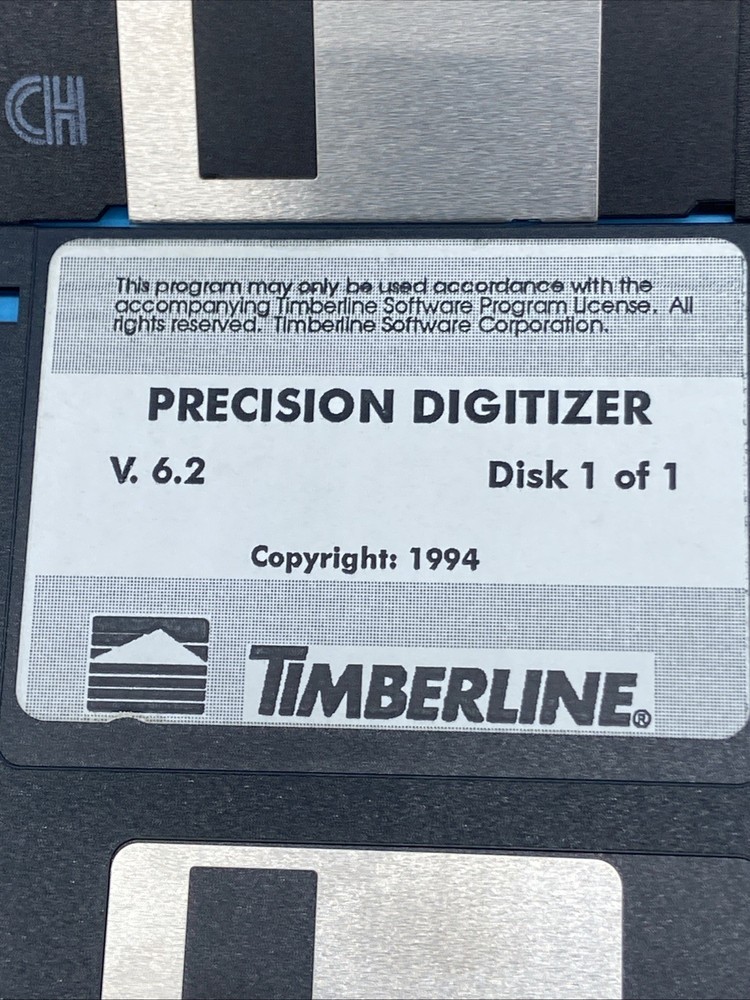 CH
This program may only be used accordance with the
accompanying Timberline Software Program License. All
rights reserved. Timberline Software Corporation.
PRECISION DIGITIZER
V. 6.2 Disk 1 of 1
Copyright: 1994
TIMBERLINE®